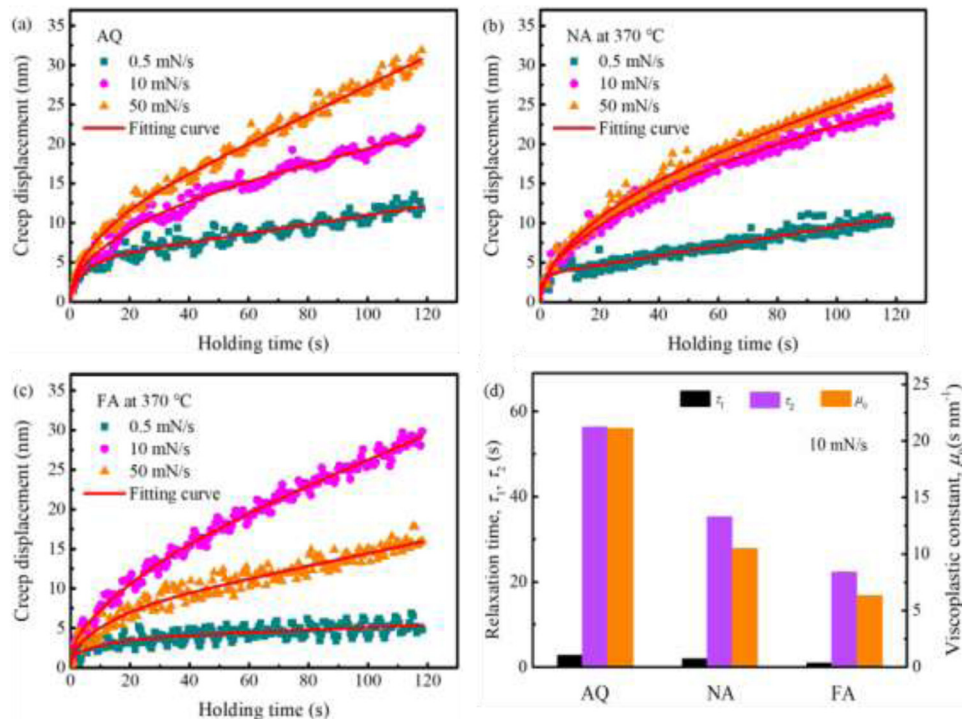 (a)
AQ
0.5 mN/s
10 mN/s
50 mN/s
Fitting curve
Creep displacement (nm)
35
30
25
20
15
10
5
0
0 20 40 60 80 100 120
Holding time (s)
(b)
NA at 370 °C
0.5 mN/s
10 mN/s
50 mN/s
Fitting curve
Creep displacement (nm)
35
30
25
20
15
10
5
0
0 20 40 60 80 100 120
Holding time (s)
(c)
FA at 370 °C
0.5 mN/s
10 mN/s
50 mN/s
Fitting curve
Creep displacement (nm)
35
30
25
20
15
10
5
0
0 20 40 60 80 100 120
Holding time (s)
(d)
τ₁ τ₂ μ₀
10 mN/s
Relaxation time, τ₁, τ₂ (s)
60
40
20
0
AQ NA FA
25
20
15
10
5
0
Viscoplastic constant, μ₀(s nm⁻¹)